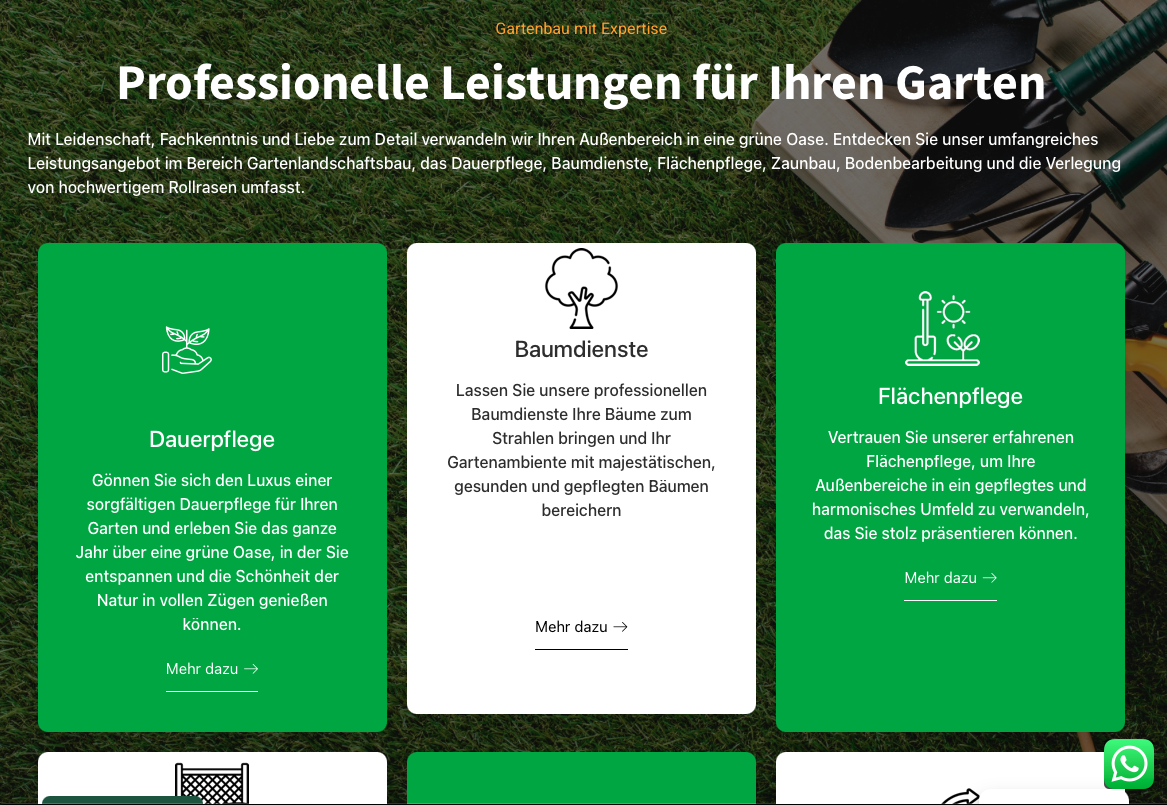 Gartenbau mit Expertise
Professionelle Leistungen für Ihren Garten
Mit Leidenschaft, Fachkenntnis und Liebe zum Detail verwandeln wir Ihren Außenbereich in eine grüne Oase. Entdecken Sie unser umfangreiches
Leistungsangebot im Bereich Gartenlandschaftsbau, das Dauerpflege, Baumdienste, Flächenpflege, Zaunbau, Bodenbearbeitung und die Verlegung
von hochwertigem Rollrasen umfasst.
Dauerpflege
Gönnen Sie sich den Luxus einer
sorgfältigen Dauerpflege für Ihren
Garten und erleben Sie das ganze
Jahr über eine grüne Oase, in der Sie
entspannen und die Schönheit der
Natur in vollen Zügen genießen
können.
Mehr dazu
Baumdienste
Lassen Sie unsere professionellen
Baumdienste Ihre Bäume zum
Strahlen bringen und Ihr
Gartenambiente mit majestätischen,
gesunden und gepflegten Bäumen
bereichern
Mehr dazu
Flächenpflege
Vertrauen Sie unserer erfahrenen
Flächenpflege, um Ihre
Außenbereiche in ein gepflegtes und
harmonisches Umfeld zu verwandeln,
das Sie stolz präsentieren können.
Mehr dazu